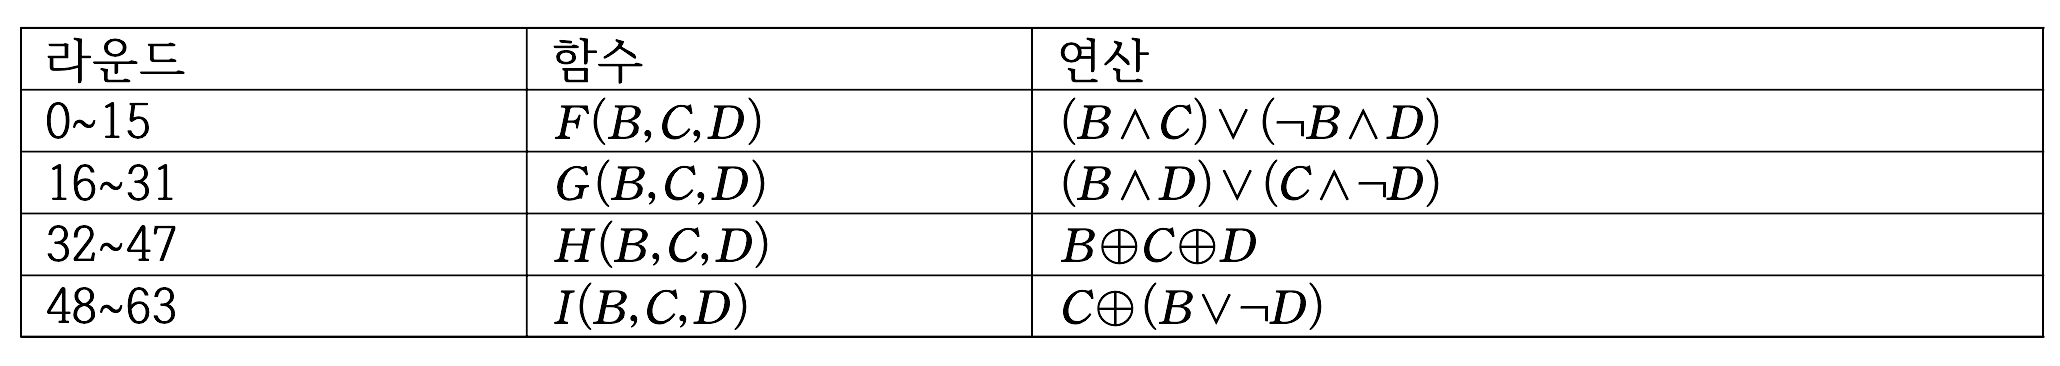 라운드 함수 연산
0~15 F(B,C,D) (B∧C)∨(¬B∧D)
16~31 G(B,C,D) (B∧D)∨(C∧¬D)
32~47 H(B,C,D) B⊕C⊕D
48~63 I(B,C,D) C⊕(B∨¬D)